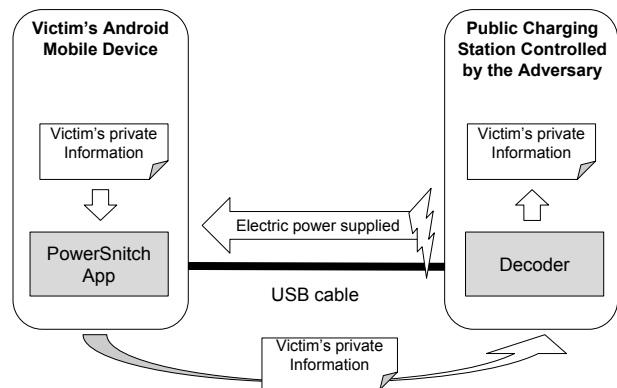 Victim's Android
Mobile Device
Victim's private
Information
PowerSnitch
App
Electric power supplied
USB cable
Public Charging
Station Controlled
by the Adversary
Victim's private
Information
Decoder
Victim's private
Information